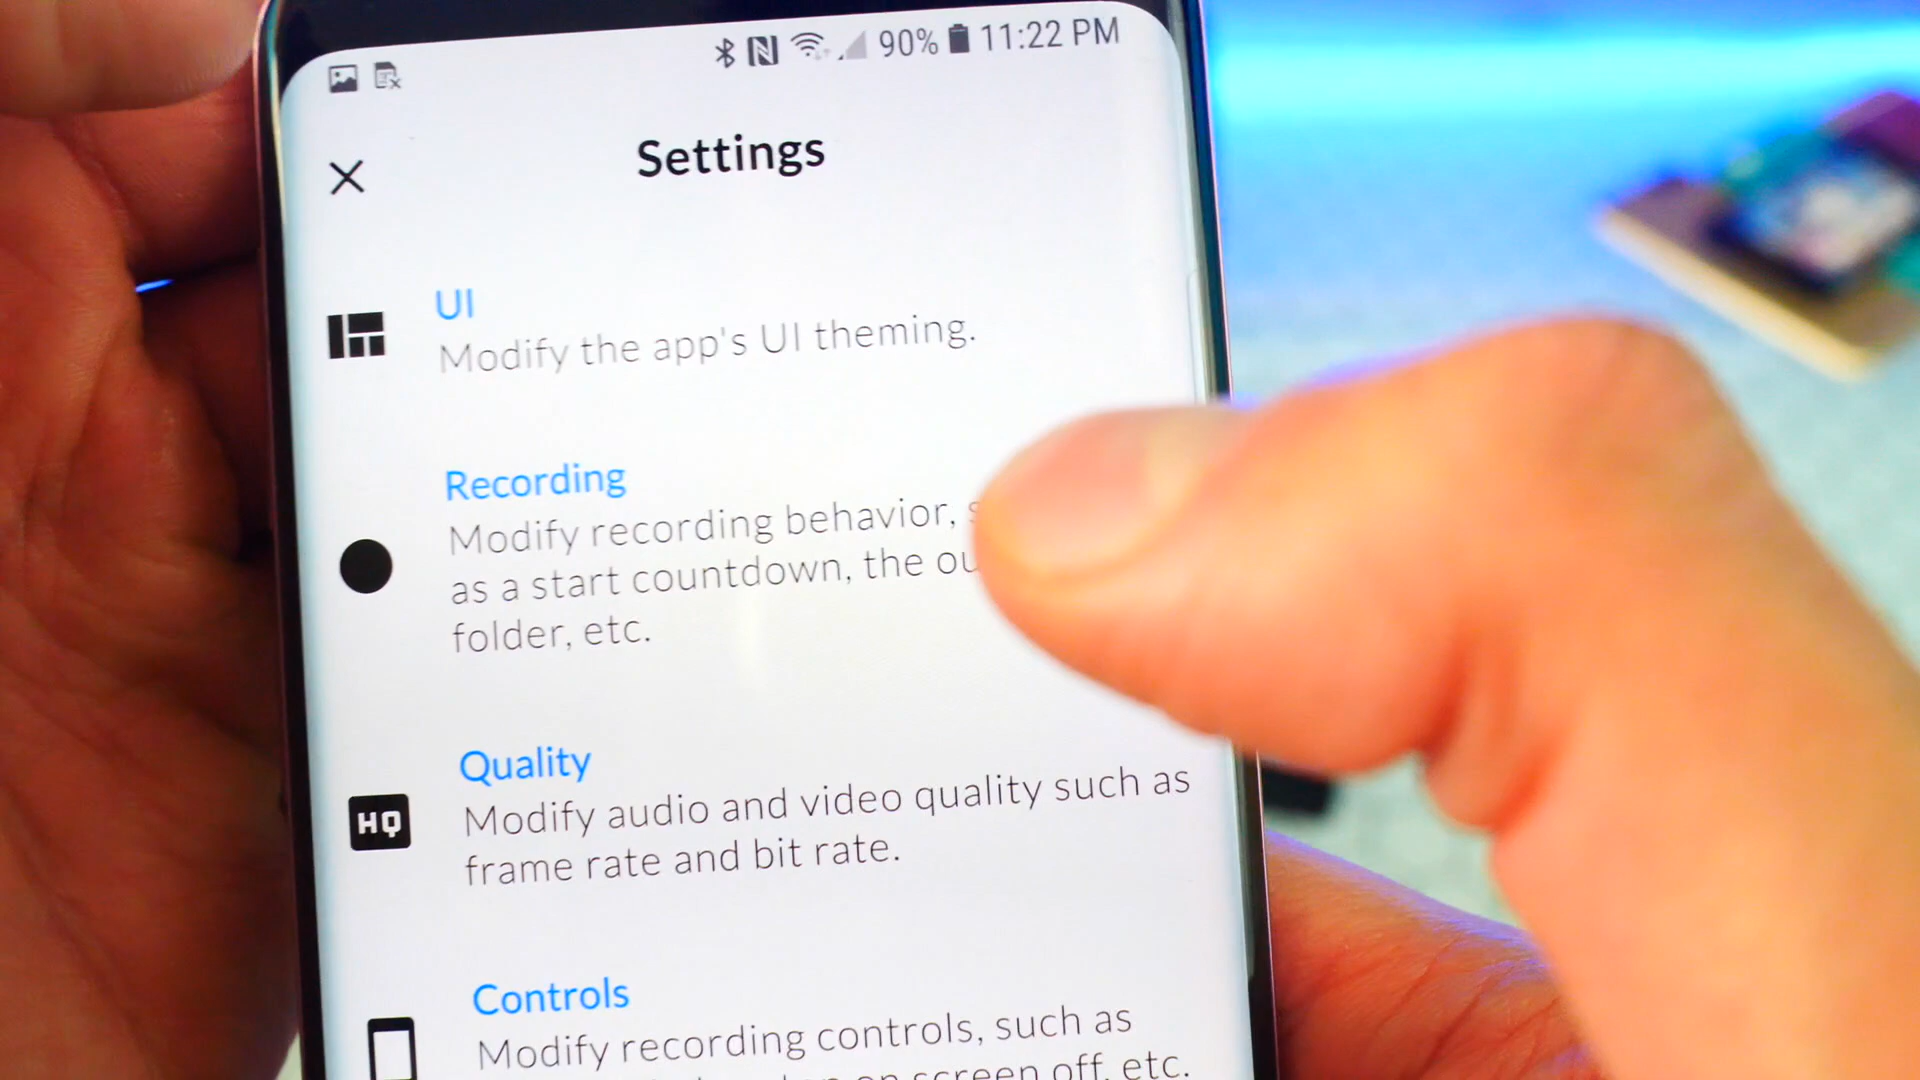 90% 11:22 PM
Settings
UI
Modify the app's UI theming.
Recording
Modify recording behavior,
as a start countdown, the
folder, etc.
HQ
Quality
Modify audio and video quality such as
frame rate and bit rate.
Controls
Modify recording controls, such as
on screen off, etc.